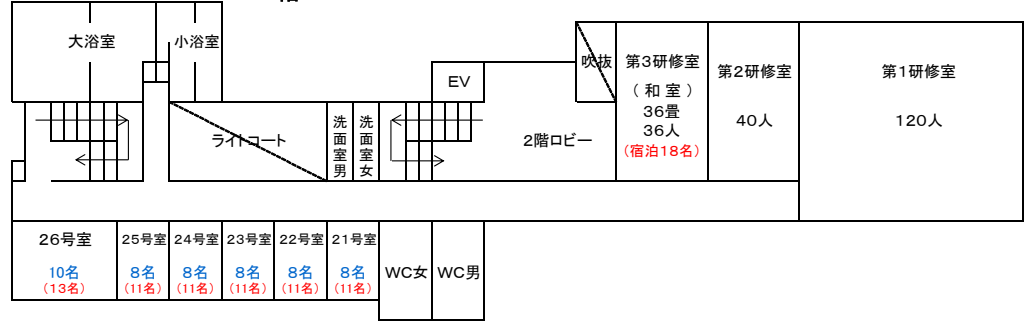 大浴室
小浴室
EV
吹抜
第3研修室
（和室）
36畳
36人
（宿泊18名）
第2研修室
40人
第1研修室
120人
ライトコート
洗面室男
洗面室女
2階ロビー
26号室
10名
（13名）
25号室
8名
（11名）
24号室
8名
（11名）
23号室
8名
（11名）
22号室
8名
（11名）
21号室
8名
（11名）
WC女
WC男